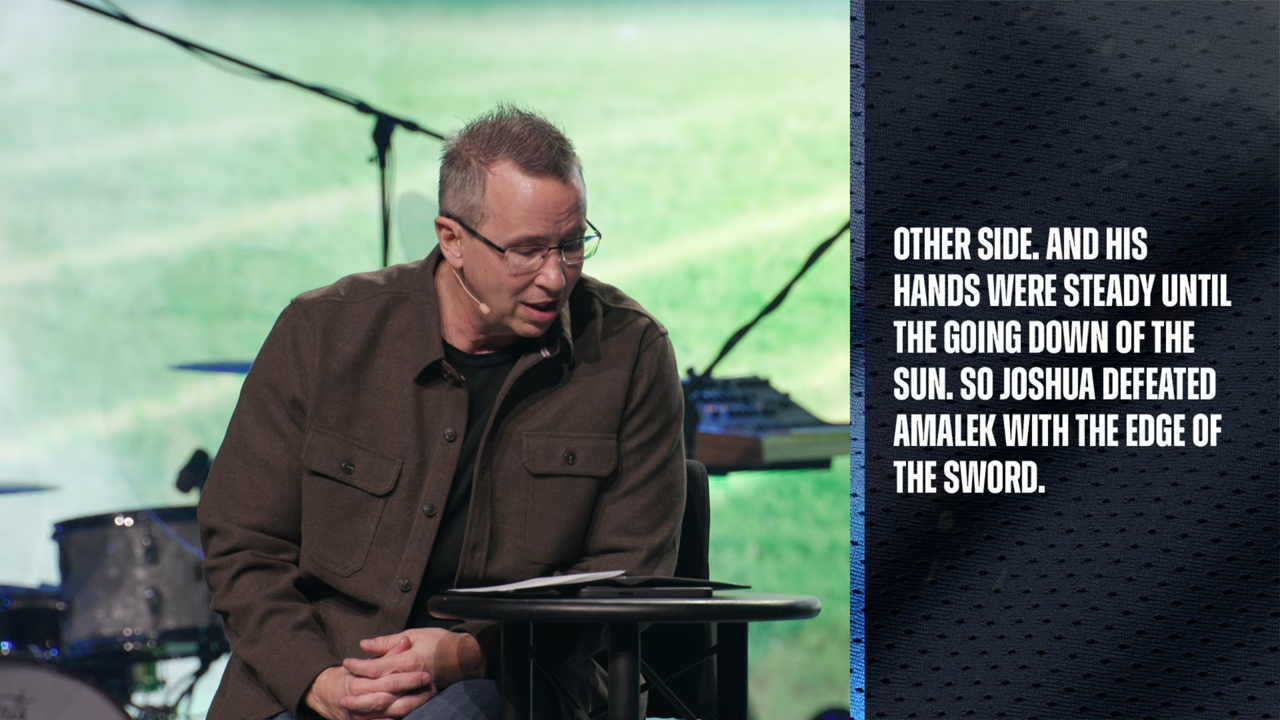 OTHER SIDE. AND HIS
HANDS WERE STEADY UNTIL
THE GOING DOWN OF THE
SUN. SO JOSHUA DEFEATED
AMALEK WITH THE EDGE OF
THE SWORD.